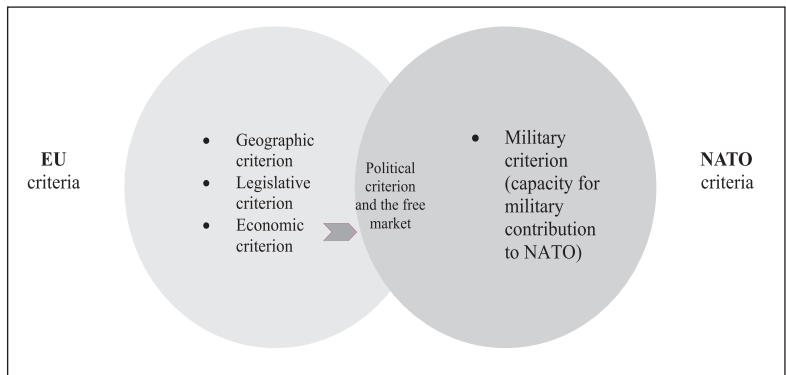 EU
criteria
• Geographic
criterion
• Legislative
criterion
• Economic
criterion
Political
criterion
and the free
market
• Military
criterion
(capacity for
military
contribution
to NATO)
NATO
criteria